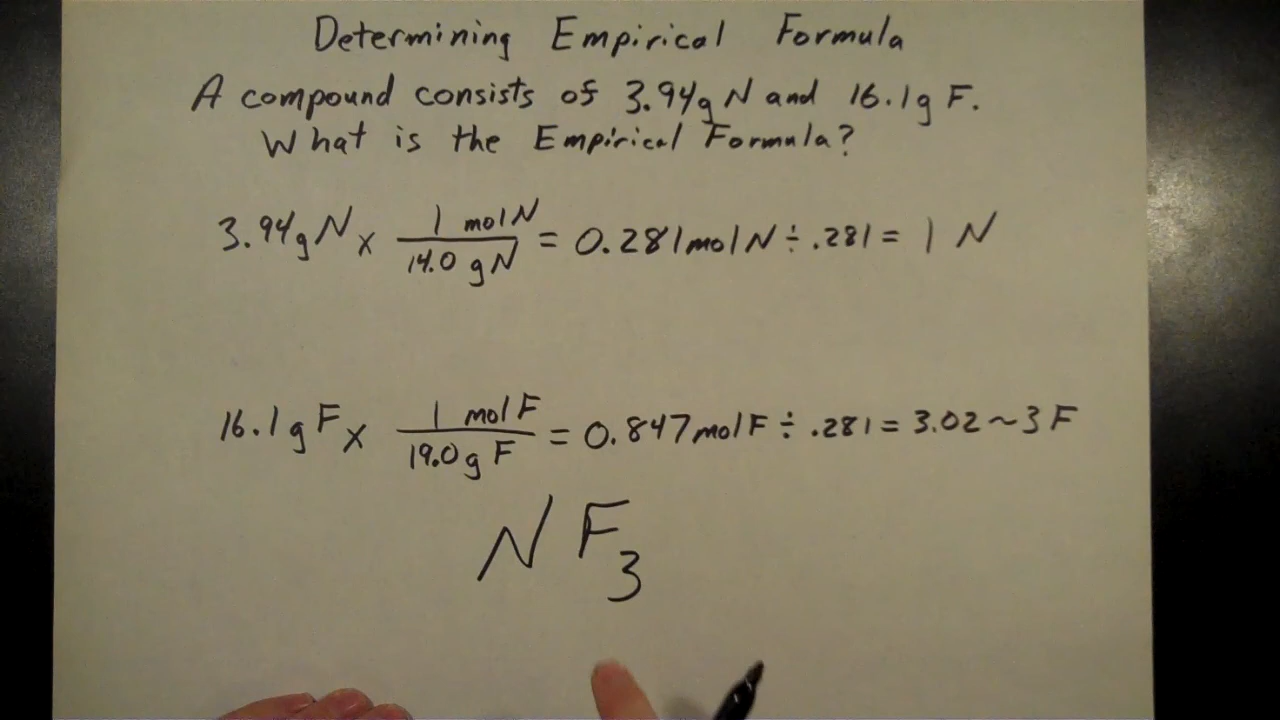 Determining Empirical Formula
A compound consists of 3.94g N and 16.1g F.
What is the Empirical Formula?
3.94g N x 1 mol N / 14.0 g N = 0.281 mol N ÷ .281 = 1 N
16.1 g F x 1 mol F / 19.0 g F = 0.847 mol F ÷ .281 = 3.02 ~ 3 F
NF₃